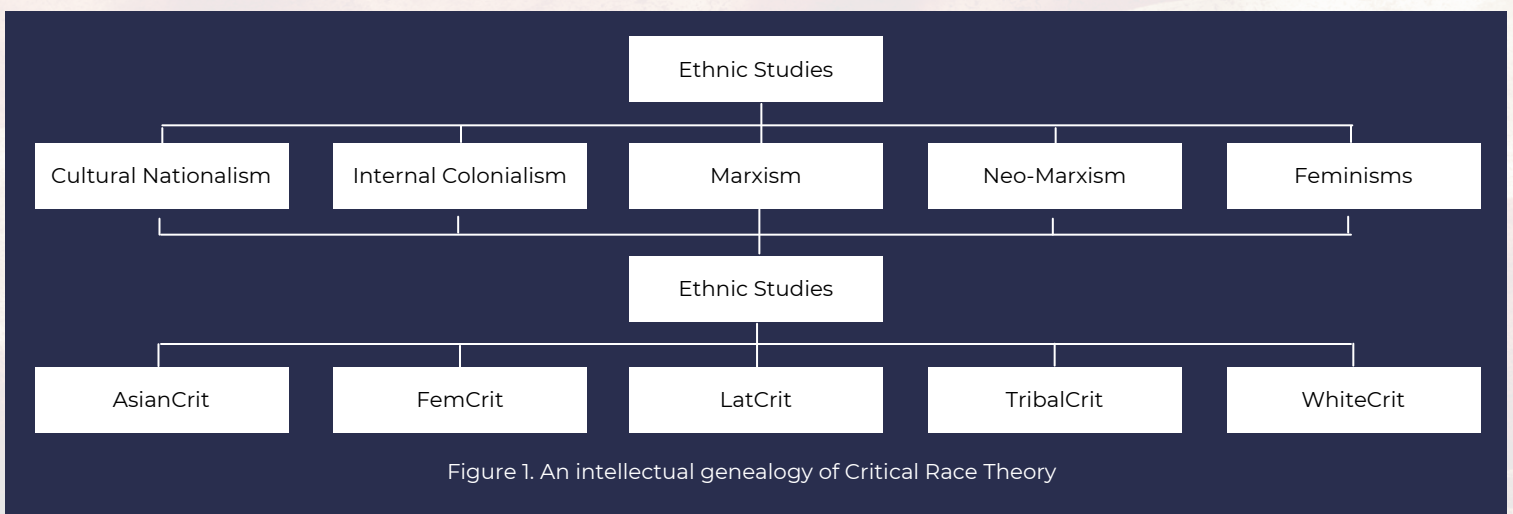 Ethnic Studies
Cultural Nationalism
Internal Colonialism
Marxism
Neo-Marxism
Feminisms
Ethnic Studies
AsianCrit
FemCrit
LatCrit
TribalCrit
WhiteCrit
Figure 1. An intellectual genealogy of Critical Race Theory